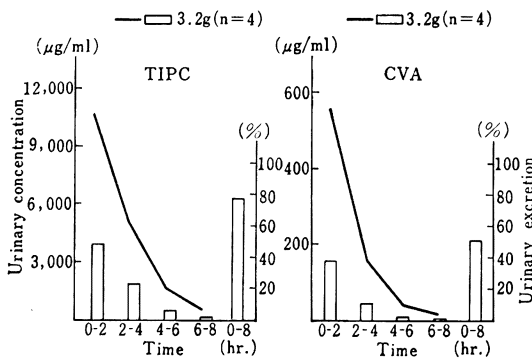 3.2g(n=4)
(μg/ml)
TIPC
12,000
9,000
6,000
3,000
Urinary concentration
(%)
100
80
60
40
20
0-2 2-4 4-6 6-8 0-8
Time (hr.)
3.2g(n=4)
(μg/ml)
CVA
600
400
200
(%)
100
80
60
40
20
Urinary excretion
0-2 2-4 4-6 6-8 0-8
Time (hr.)